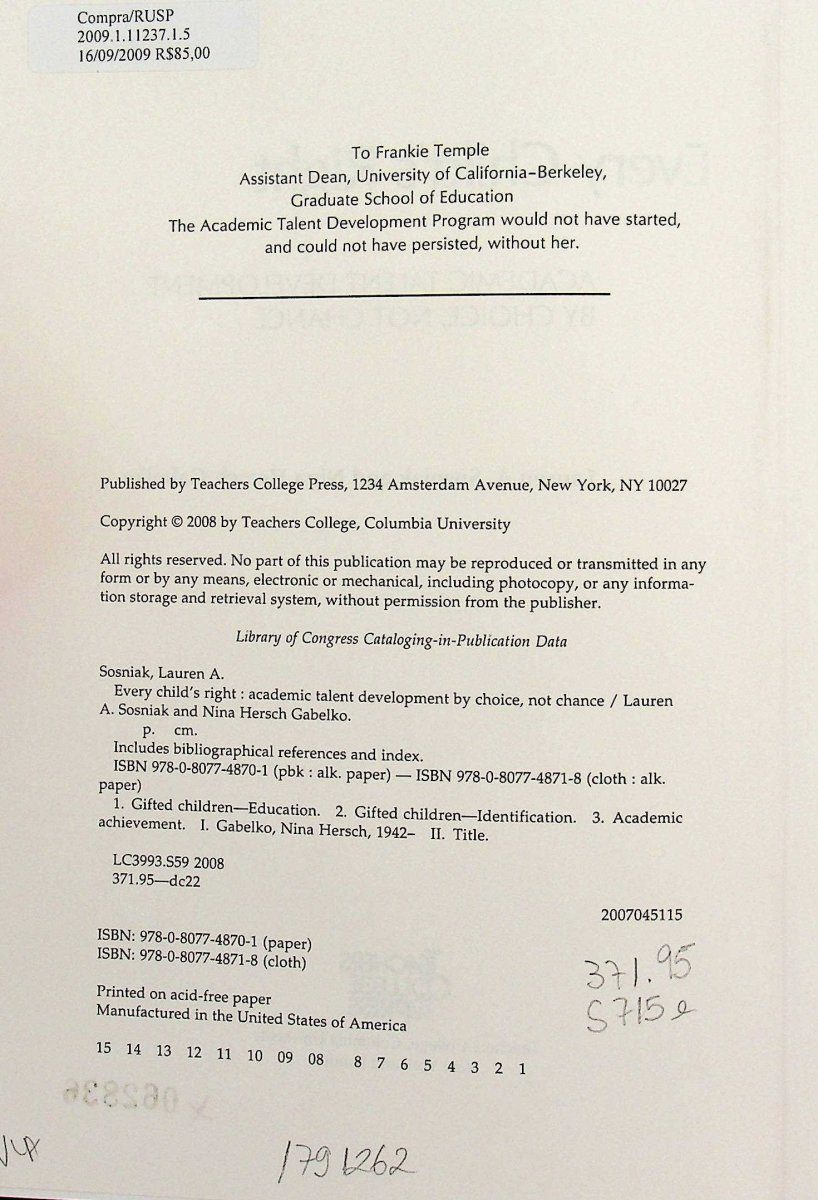 Compra/RUSP
2009.1.11237.1.5
16/09/2009 R$85,00
To Frankie Temple
Assistant Dean, University of California–Berkeley,
Graduate School of Education
The Academic Talent Development Program would not have started,
and could not have persisted, without her.
Published by Teachers College Press, 1234 Amsterdam Avenue, New York, NY 10027
Copyright © 2008 by Teachers College, Columbia University
All rights reserved. No part of this publication may be reproduced or transmitted in any
form or by any means, electronic or mechanical, including photocopy, or any informa-
tion storage and retrieval system, without permission from the publisher.
Library of Congress Cataloging-in-Publication Data
Sosniak, Lauren A.
Every child's right : academic talent development by choice, not chance / Lauren
A. Sosniak and Nina Hersch Gabelko.
p. cm.
Includes bibliographical references and index.
ISBN 978-0-8077-4870-1 (pbk : alk. paper) — ISBN 978-0-8077-4871-8 (cloth : alk.
paper)
1. Gifted children—Education. 2. Gifted children—Identification. 3. Academic
achievement. I. Gabelko, Nina Hersch, 1942– II. Title.
LC3993.S59 2008
371.95—dc22
2007045115
ISBN: 978-0-8077-4870-1 (paper)
ISBN: 978-0-8077-4871-8 (cloth)
371.95
S715e
Printed on acid-free paper
Manufactured in the United States of America
15 14 13 12 11 10 09 08 8 7 6 5 4 3 2 1
1791262